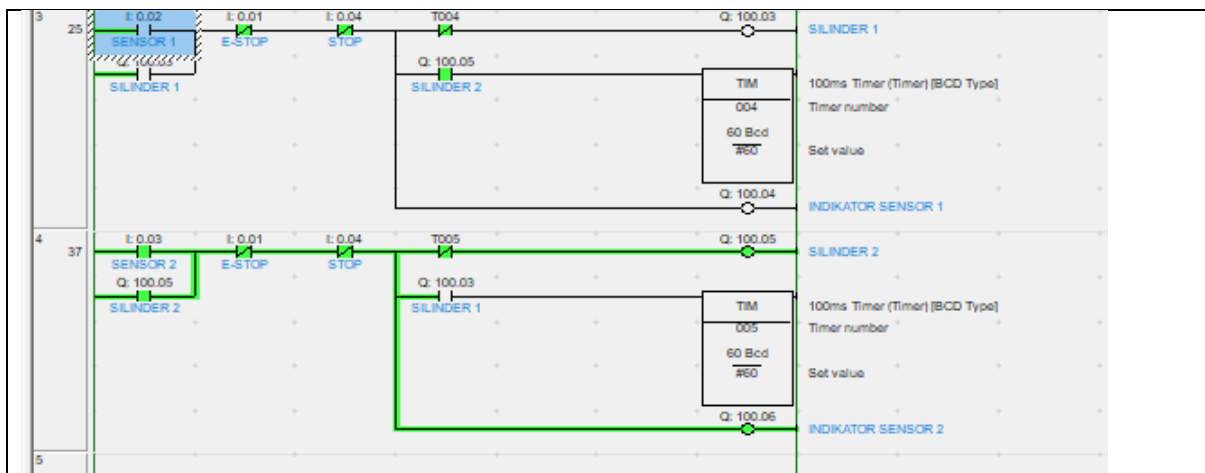 3
25
I: 0.02
I: 0.01
I: 0.04
T004
Q: 100.03
SENSOR 1
E-STOP
STOP
SILINDER 1
Q: 100.03
SILINDER 1
Q: 100.05
SILINDER 2
TIM
100ms Timer (Timer) [BCD Type]
004
Timer number
60 Bcd
#60
Set value
Q: 100.04
INDIKATOR SENSOR 1
4
37
I: 0.03
I: 0.01
I: 0.04
T005
Q: 100.05
SENSOR 2
E-STOP
STOP
SILINDER 2
Q: 100.05
SILINDER 2
Q: 100.03
SILINDER 1
TIM
100ms Timer (Timer) [BCD Type]
005
Timer number
60 Bcd
#60
Set value
Q: 100.06
INDIKATOR SENSOR 2
5